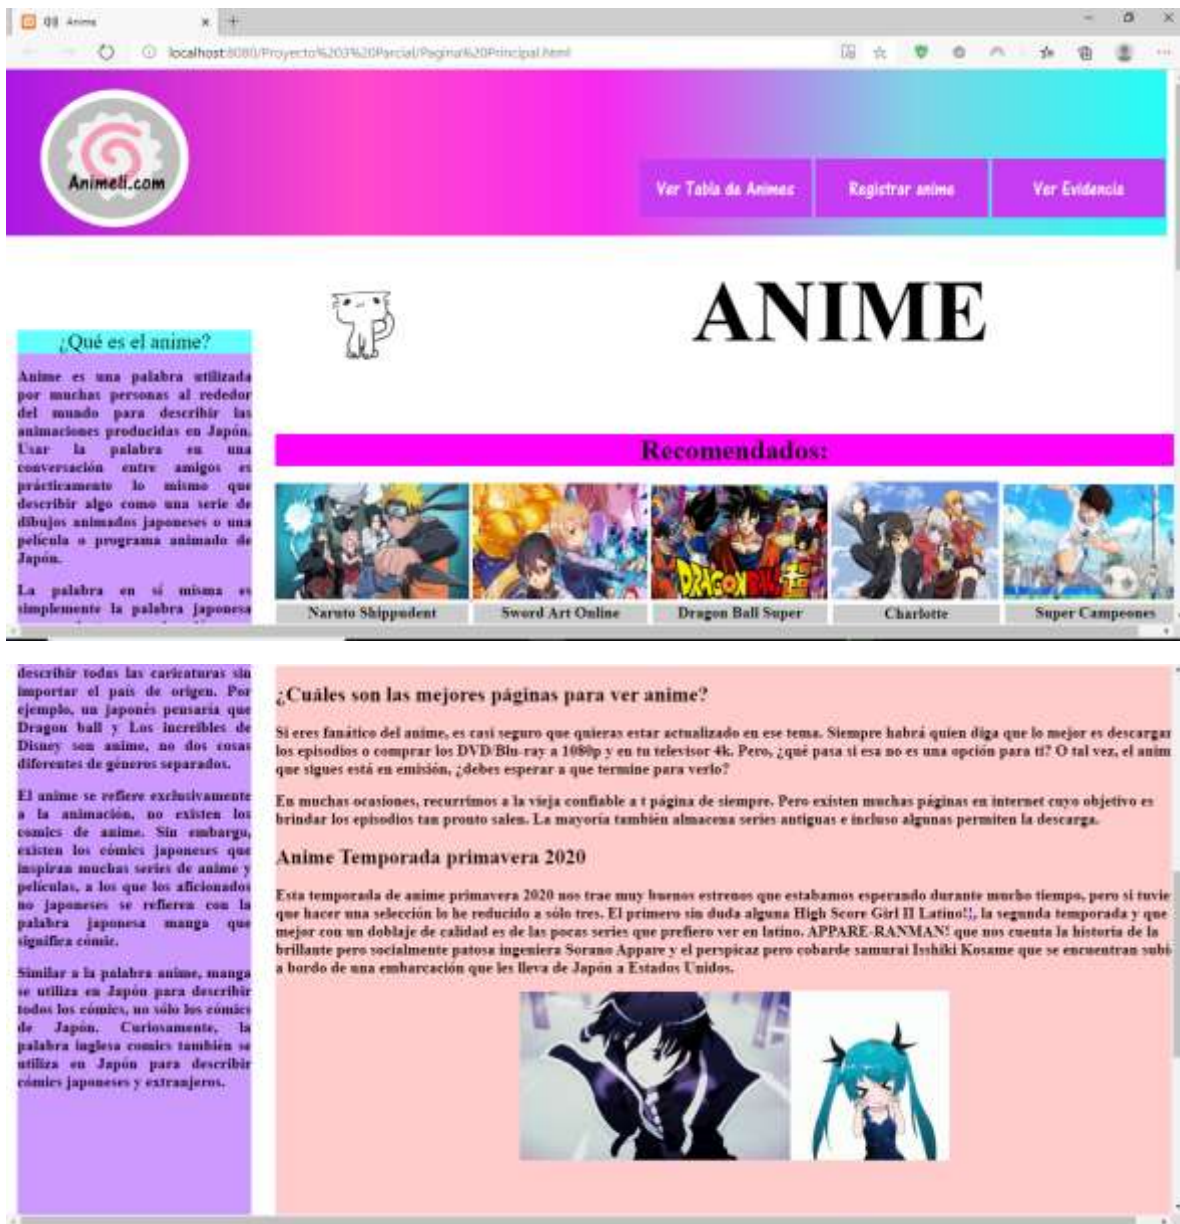 Anime
localhost:8080/Proyecto%203%20Parcial/Pagina%20Principal.html
Animeli.com
Ver Tabla de Animes
Registrar anime
Ver Evidencia
ANIME
¿Qué es el anime?
Anime es una palabra utilizada
por muchas personas al rededor
del mundo para describir las
animaciones producidas en Japón.
Usar la palabra en una
conversación entre amigos es
prácticamente lo mismo que
describir algo como una serie de
dibujos animados japoneses o una
película o programa animado de
Japón.
La palabra en sí misma es
simplemente la palabra japonesa
Recomendados:
DRAGON BALL
Naruto Shippudent
Sword Art Online
Dragon Ball Super
Charlotte
Super Campeones
describir todas las caricaturas sin
importar el país de origen. Por
ejemplo, un japonés pensaría que
Dragon ball y Los increíbles de
Disney son anime, no dos cosas
diferentes de géneros separados.
El anime se refiere exclusivamente
a la animación, no existen los
comics de anime. Sin embargo,
existen los cómics japoneses que
inspiran muchas series de anime y
películas, a los que los aficionados
no japoneses se refieren con la
palabra japonesa manga que
significa cómic.
Similar a la palabra anime, manga
se utiliza en Japón para describir
todos los cómics, no sólo los cómics
de Japón. Curiosamente, la
palabra inglesa comics también se
utiliza en Japón para describir
cómics japoneses y extranjeros.
¿Cuáles son las mejores páginas para ver anime?
Si eres fanático del anime, es casi seguro que quieras estar actualizado en ese tema. Siempre habrá quien diga que lo mejor es descargar
los episodios o comprar los DVD/Blu-ray a 1080p y en tu televisor 4k. Pero, ¿qué pasa si esa no es una opción para ti? O tal vez, el anim
que sigues está en emisión, ¿debes esperar a que termine para verlo?
En muchas ocasiones, recurrimos a la vieja confiable a t página de siempre. Pero existen muchas páginas en internet cuyo objetivo es
brindar los episodios tan pronto salen. La mayoría también almacena series antiguas e incluso algunas permiten la descarga.
Anime Temporada primavera 2020
Esta temporada de anime primavera 2020 nos trae muy buenos estrenos que estabamos esperando durante mucho tiempo, pero si tuvie
que hacer una selección lo he reducido a sólo tres. El primero sin duda alguna High Score Girl II Latino!!, la segunda temporada y que
mejor con un doblaje de calidad es de las pocas series que prefiero ver en latino. APPARE-RANMAN! que nos cuenta la historia de la
brillante pero socialmente patosa ingeniera Sorano Appare y el perspicaz pero cobarde samurai Isshiki Kosame que se encuentran subi
a bordo de una embarcación que les lleva de Japón a Estados Unidos.